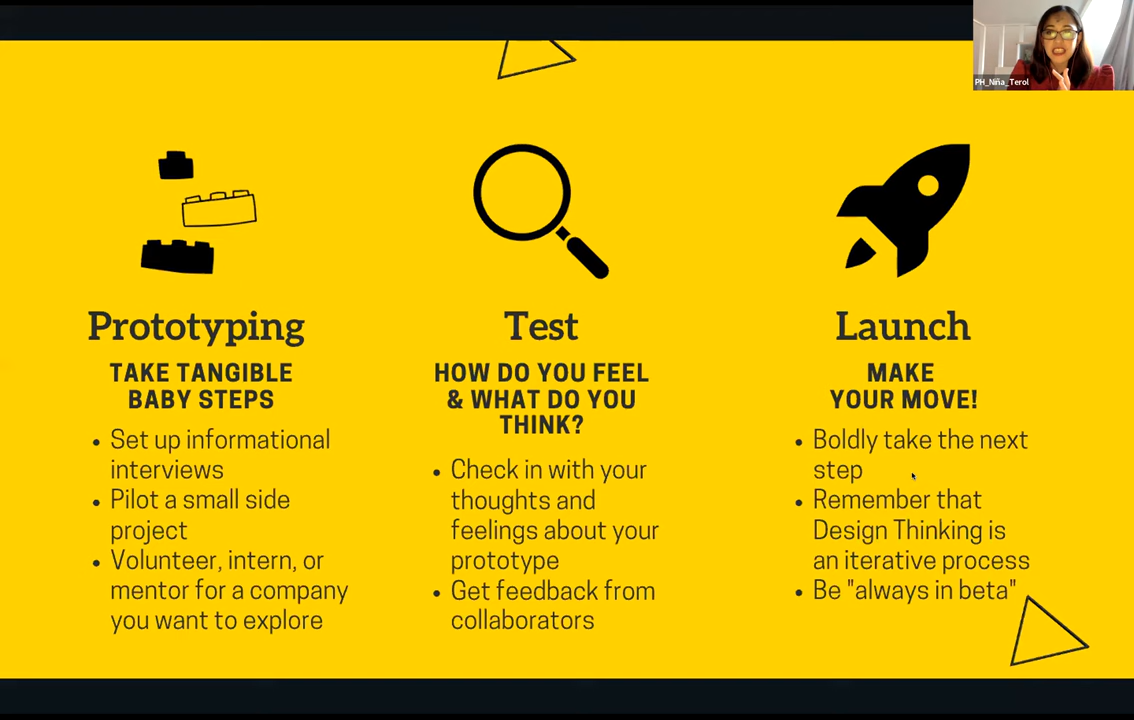 PH_Niña_Terol
Prototyping
TAKE TANGIBLE
BABY STEPS
• Set up informational
interviews
• Pilot a small side
project
• Volunteer, intern, or
mentor for a company
you want to explore
Test
HOW DO YOU FEEL
& WHAT DO YOU
THINK?
• Check in with your
thoughts and
feelings about your
prototype
• Get feedback from
collaborators
Launch
MAKE
YOUR MOVE!
• Boldly take the next
step
• Remember that
Design Thinking is
an iterative process
• Be "always in beta"